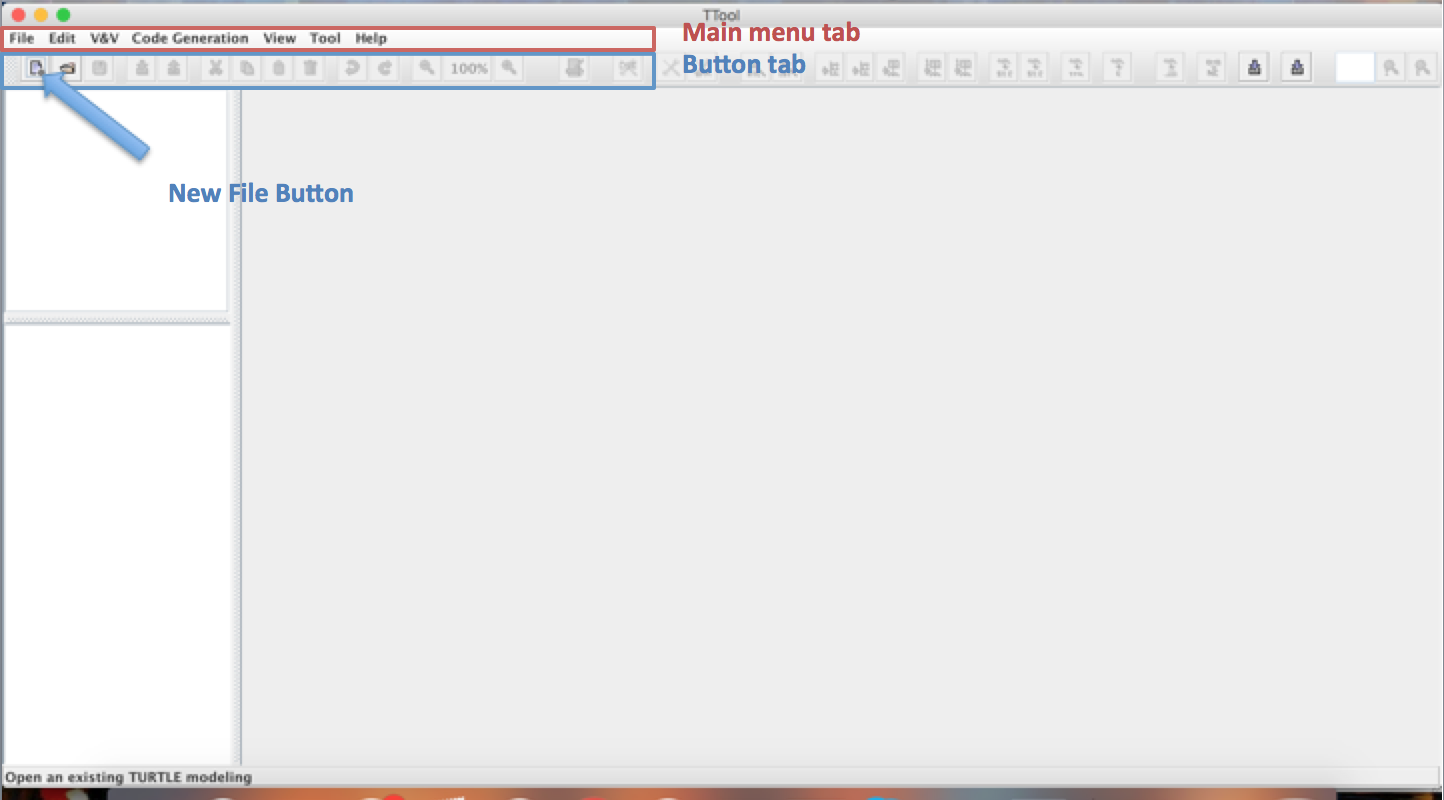 TTool
File Edit V&V Code Generation View Tool Help
Main menu tab
Button tab
100%
New File Button
Open an existing TURTLE modeling